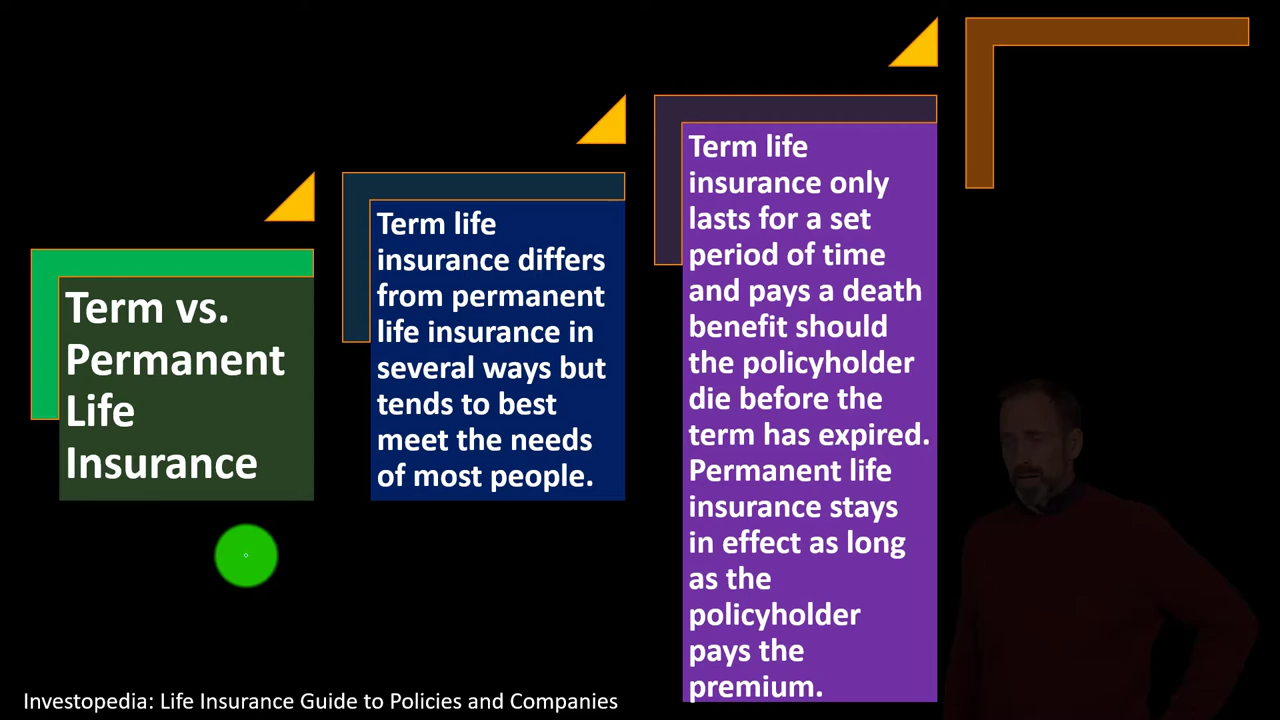 Term vs.
Permanent
Life
Insurance
Term life
insurance differs
from permanent
life insurance in
several ways but
tends to best
meet the needs
of most people.
Term life
insurance only
lasts for a set
period of time
and pays a death
benefit should
the policyholder
die before the
term has expired.
Permanent life
insurance stays
in effect as long
as the
policyholder
pays the
premium.
Investopedia: Life Insurance Guide to Policies and Companies